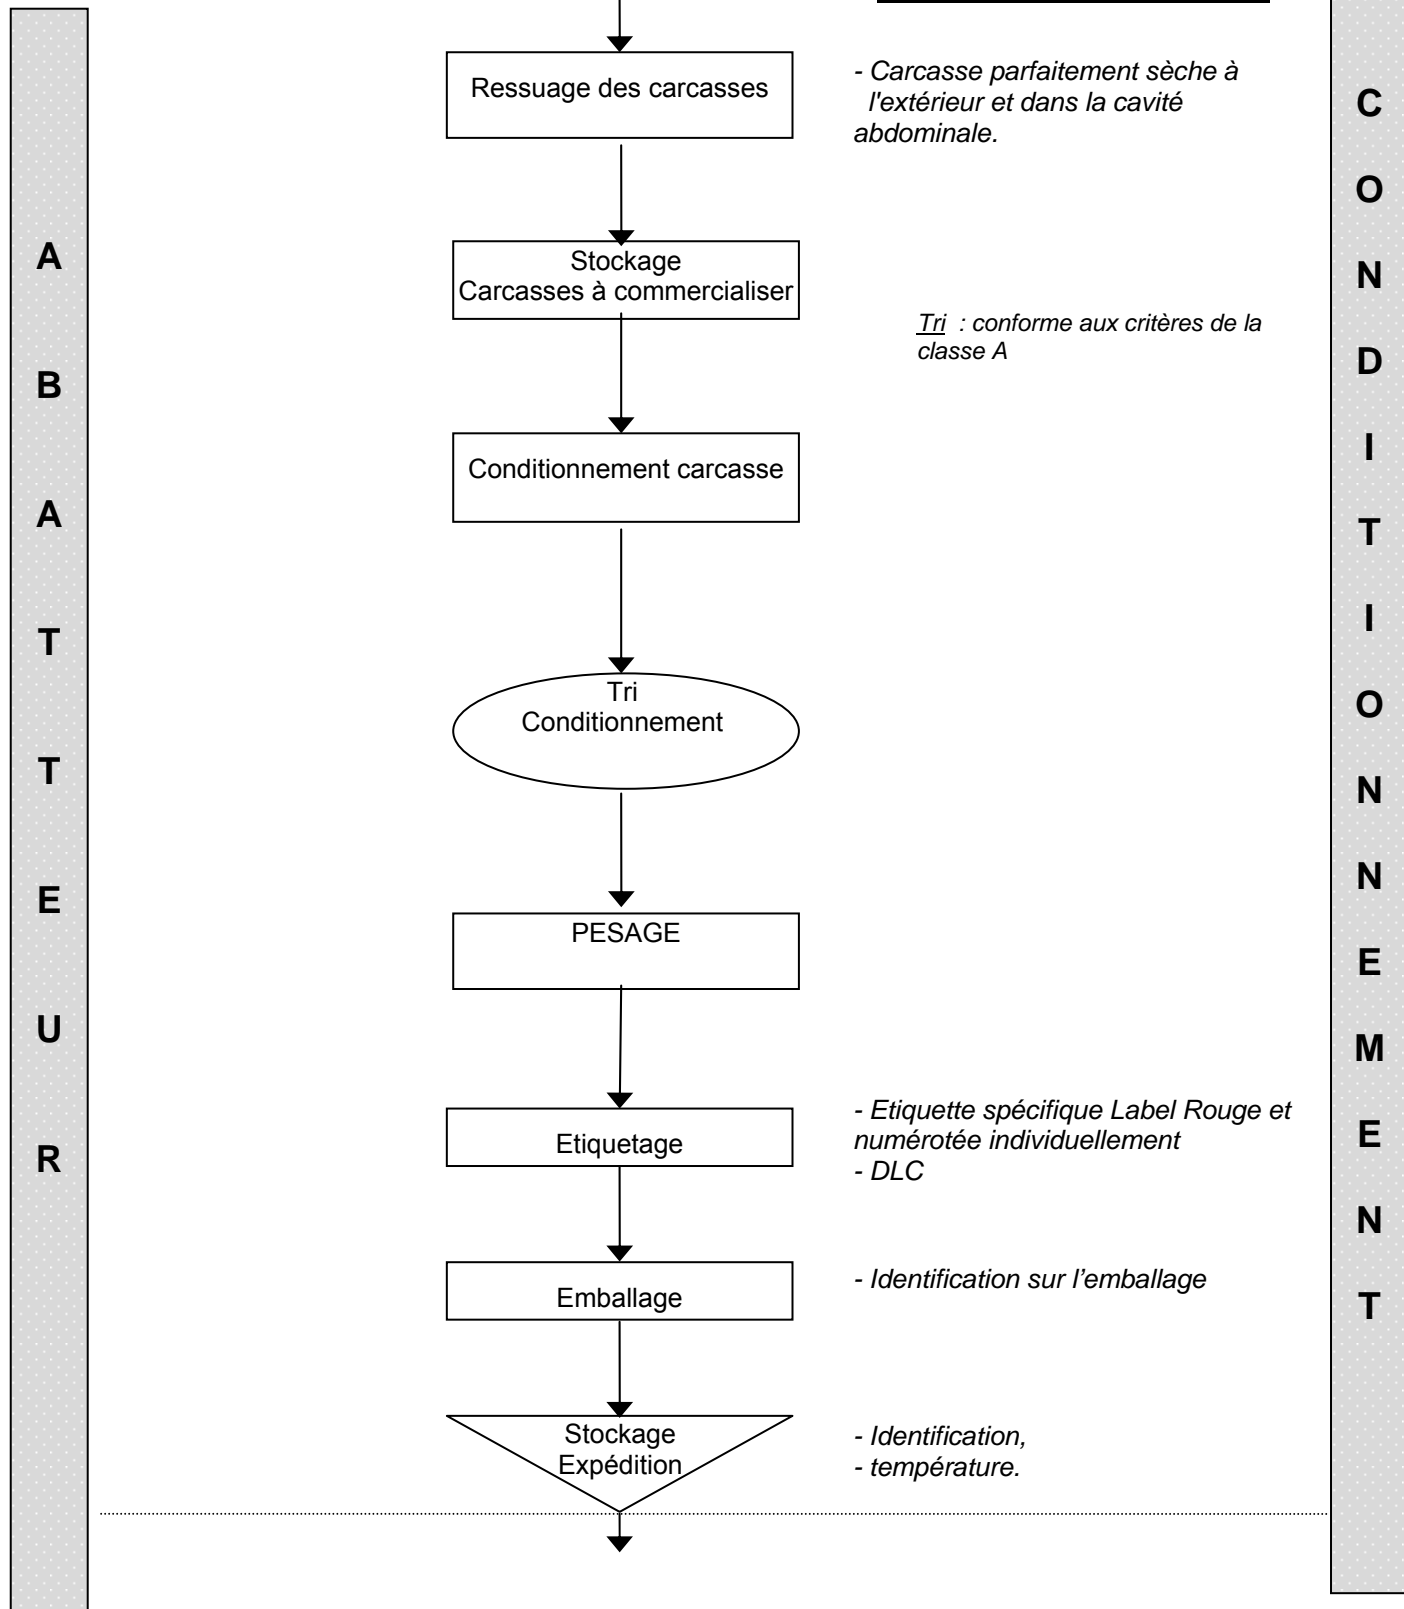 Ressuage des carcasses
- Carcasse parfaitement sèche à
l'extérieur et dans la cavité
abdominale.
Stockage
Carcasses à commercialiser
Tri : conforme aux critères de la
classe A
Conditionnement carcasse
Tri
Conditionnement
PESAGE
Etiquetage
- Etiquette spécifique Label Rouge et
numérotée individuellement
- DLC
Emballage
- Identification sur l’emballage
Stockage
Expédition
- Identification,
- température.
A
B
A
T
T
E
U
R
C
O
N
D
I
T
I
O
N
N
E
M
E
N
T